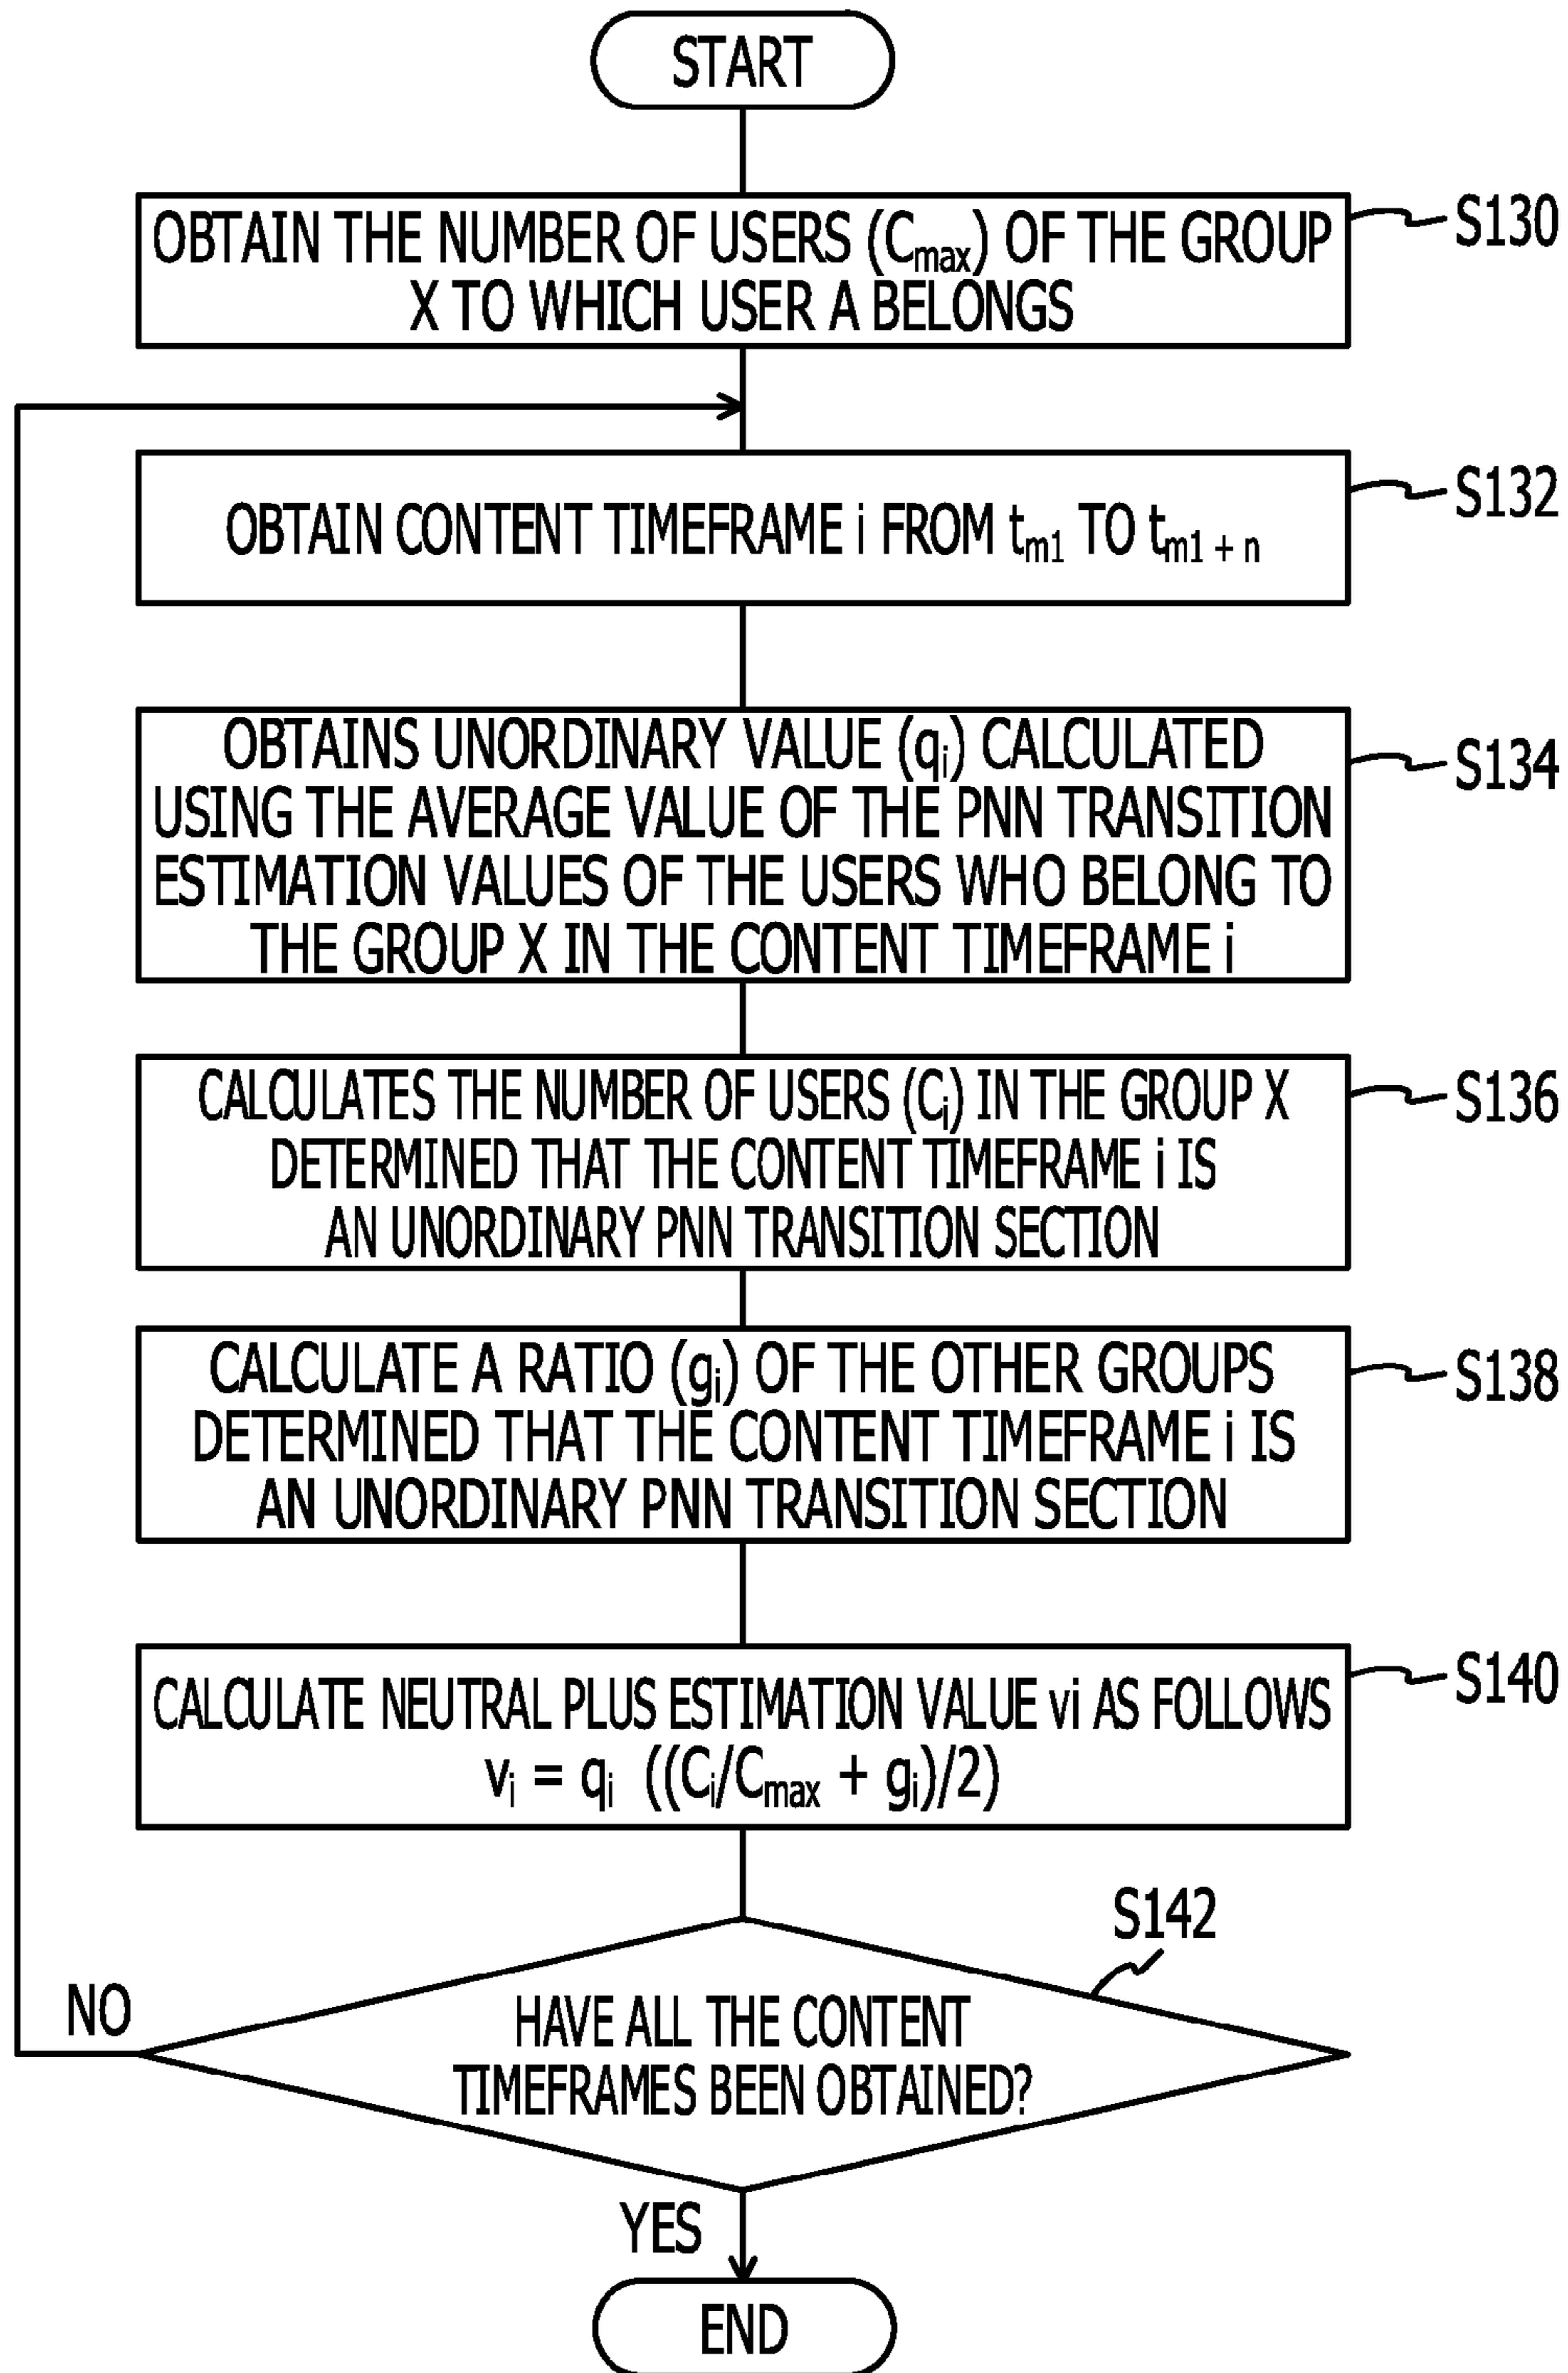 START
OBTAIN THE NUMBER OF USERS (Cmax) OF THE GROUP
X TO WHICH USER A BELONGS
S130
OBTAIN CONTENT TIMEFRAME i FROM tm1 TO tm1 + n
S132
OBTAINS UNORDINARY VALUE (qi) CALCULATED
USING THE AVERAGE VALUE OF THE PNN TRANSITION
ESTIMATION VALUES OF THE USERS WHO BELONG TO
THE GROUP X IN THE CONTENT TIMEFRAME i
S134
CALCULATES THE NUMBER OF USERS (Ci) IN THE GROUP X
DETERMINED THAT THE CONTENT TIMEFRAME i IS
AN UNORDINARY PNN TRANSITION SECTION
S136
CALCULATE A RATIO (gi) OF THE OTHER GROUPS
DETERMINED THAT THE CONTENT TIMEFRAME i IS
AN UNORDINARY PNN TRANSITION SECTION
S138
CALCULATE NEUTRAL PLUS ESTIMATION VALUE vi AS FOLLOWS
vi = qi ((Ci/Cmax + gi)/2)
S140
S142
HAVE ALL THE CONTENT
TIMEFRAMES BEEN OBTAINED?
NO
YES
END